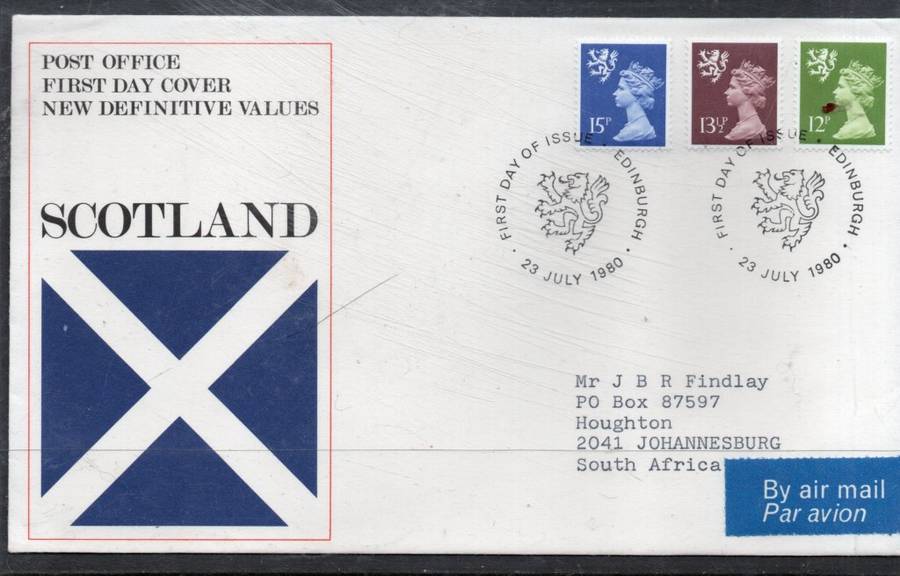 POST OFFICE
FIRST DAY COVER
NEW DEFINITIVE VALUES
SCOTLAND
15P
13½P
12P
FIRST DAY OF ISSUE · EDINBURGH ·
23 JULY 1980
FIRST DAY OF ISSUE · EDINBURGH ·
23 JULY 1980
Mr J B R Findlay
PO Box 87597
Houghton
2041 JOHANNESBURG
South Africa
By air mail
Par avion